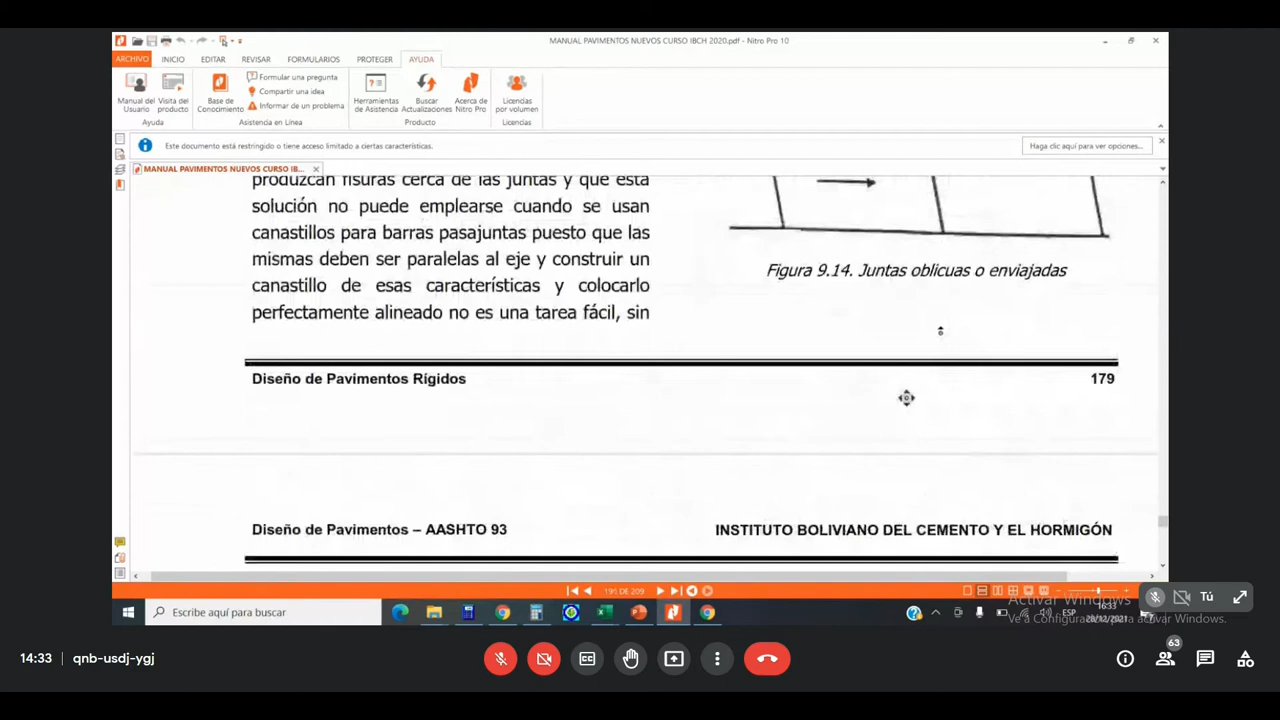 MANUAL PAVIMENTOS NUEVOS CURSO IBCH 2020.pdf - Nitro Pro 10
ARCHIVO INICIO EDITAR REVISAR FORMULARIOS PROTEGER AYUDA
Manual del Usuario
Visita del producto
Ayuda
Base de Conocimiento
Formular una pregunta
Compartir una idea
Informar de un problema
Asistencia en Línea
Herramientas de Asistencia
Buscar Actualizaciones
Acerca de Nitro Pro
Producto
Licencias por volumen
Licencias
Este documento está restringido o tiene acceso limitado a ciertas características.
Haga clic aquí para ver opciones...
MANUAL PAVIMENTOS NUEVOS CURSO IB...
produzcan fisuras cerca de las juntas y que esta
solución no puede emplearse cuando se usan
canastillos para barras pasajuntas puesto que las
mismas deben ser paralelas al eje y construir un
canastillo de esas características y colocarlo
perfectamente alineado no es una tarea fácil, sin
Figura 9.14. Juntas oblicuas o enviajadas
Diseño de Pavimentos Rígidos 179
Diseño de Pavimentos – AASHTO 93 INSTITUTO BOLIVIANO DEL CEMENTO Y EL HORMIGÓN
195 DE 209
Activar Windows
Ve a Configuración para activar Windows.
Tú
Escribe aquí para buscar
ESP
16:33
28/12/2021
14:33 qnb-usdj-ygj
63